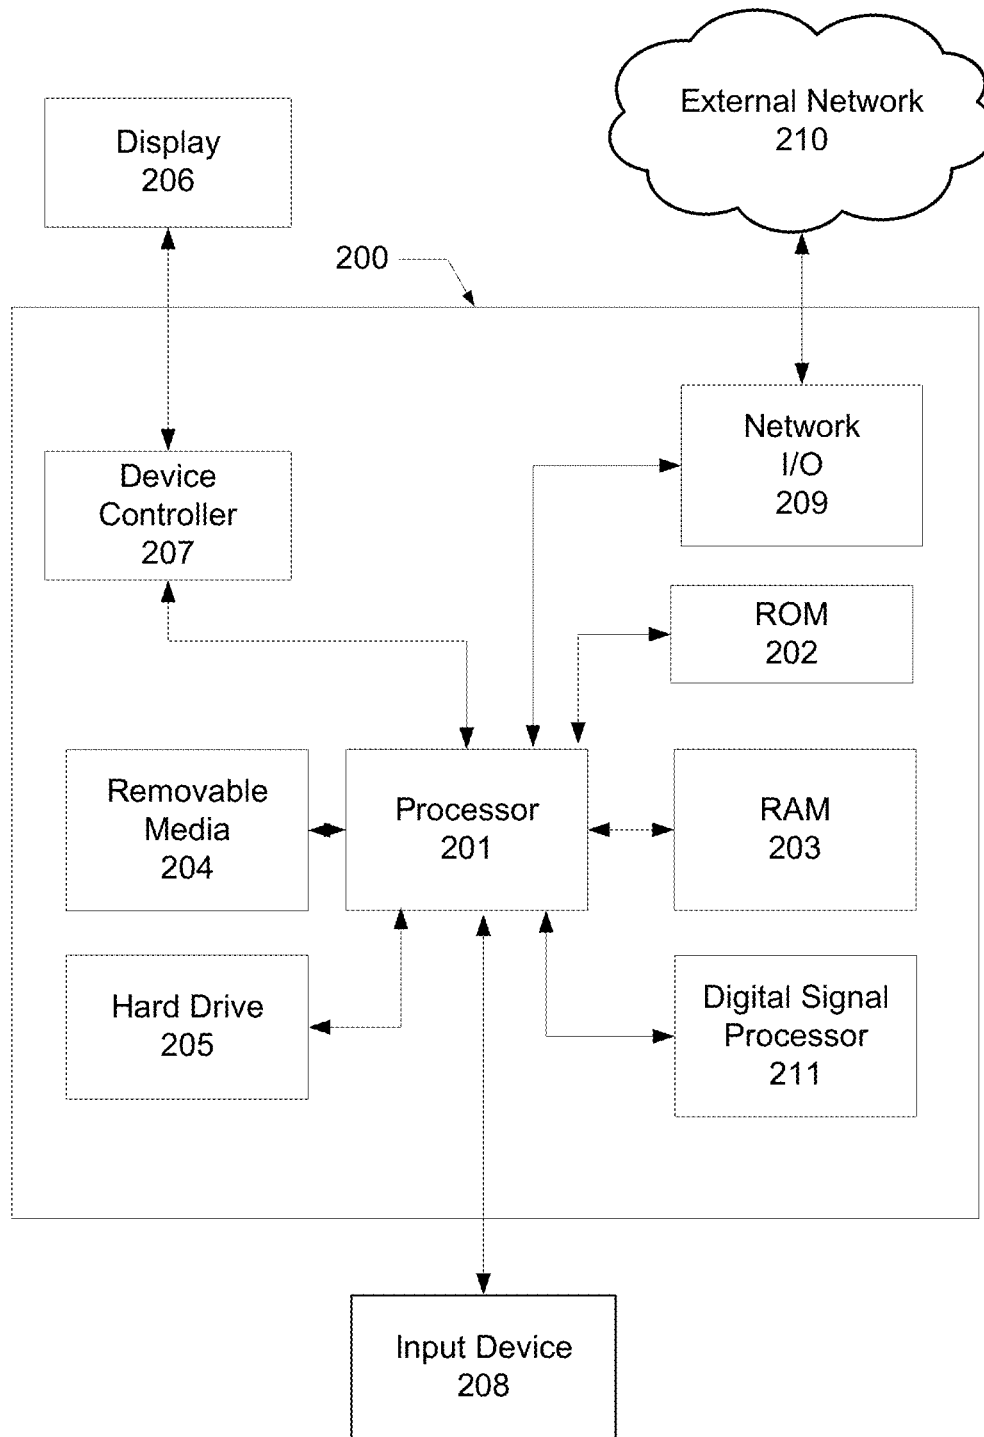 External Network
210
Display
206
200
Network
I/O
209
Device
Controller
207
ROM
202
Removable
Media
204
Processor
201
RAM
203
Hard Drive
205
Digital Signal
Processor
211
Input Device
208